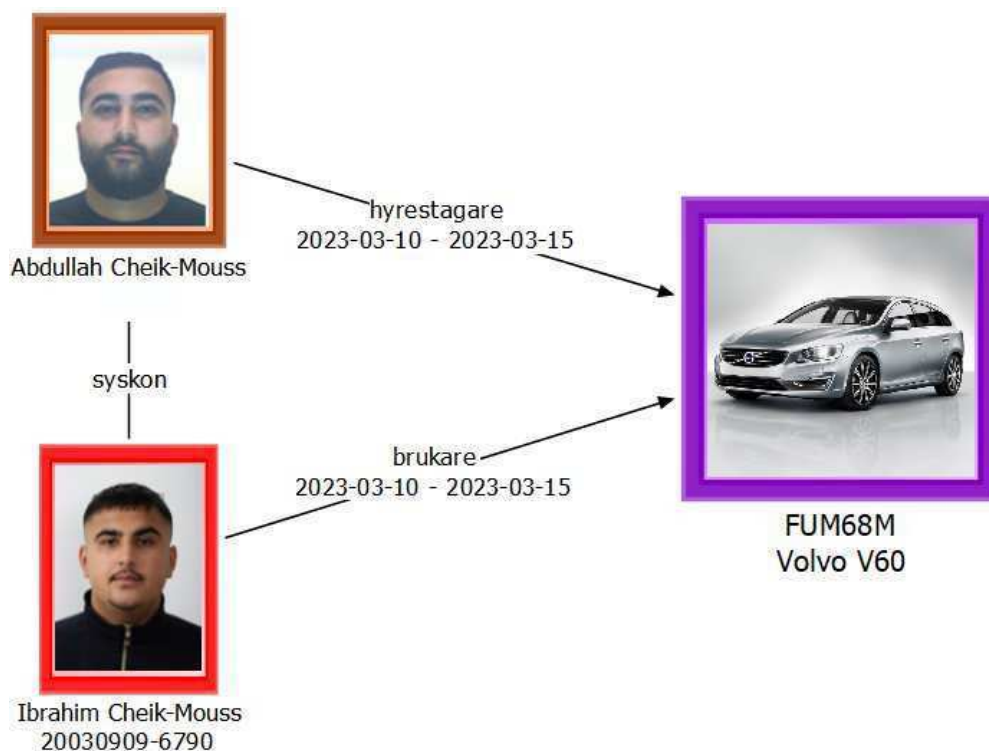 Abdullah Cheik-Mouss
hyrestagare
2023-03-10 - 2023-03-15
syskon
brukare
2023-03-10 - 2023-03-15
Ibrahim Cheik-Mouss
20030909-6790
FUM68M
Volvo V60